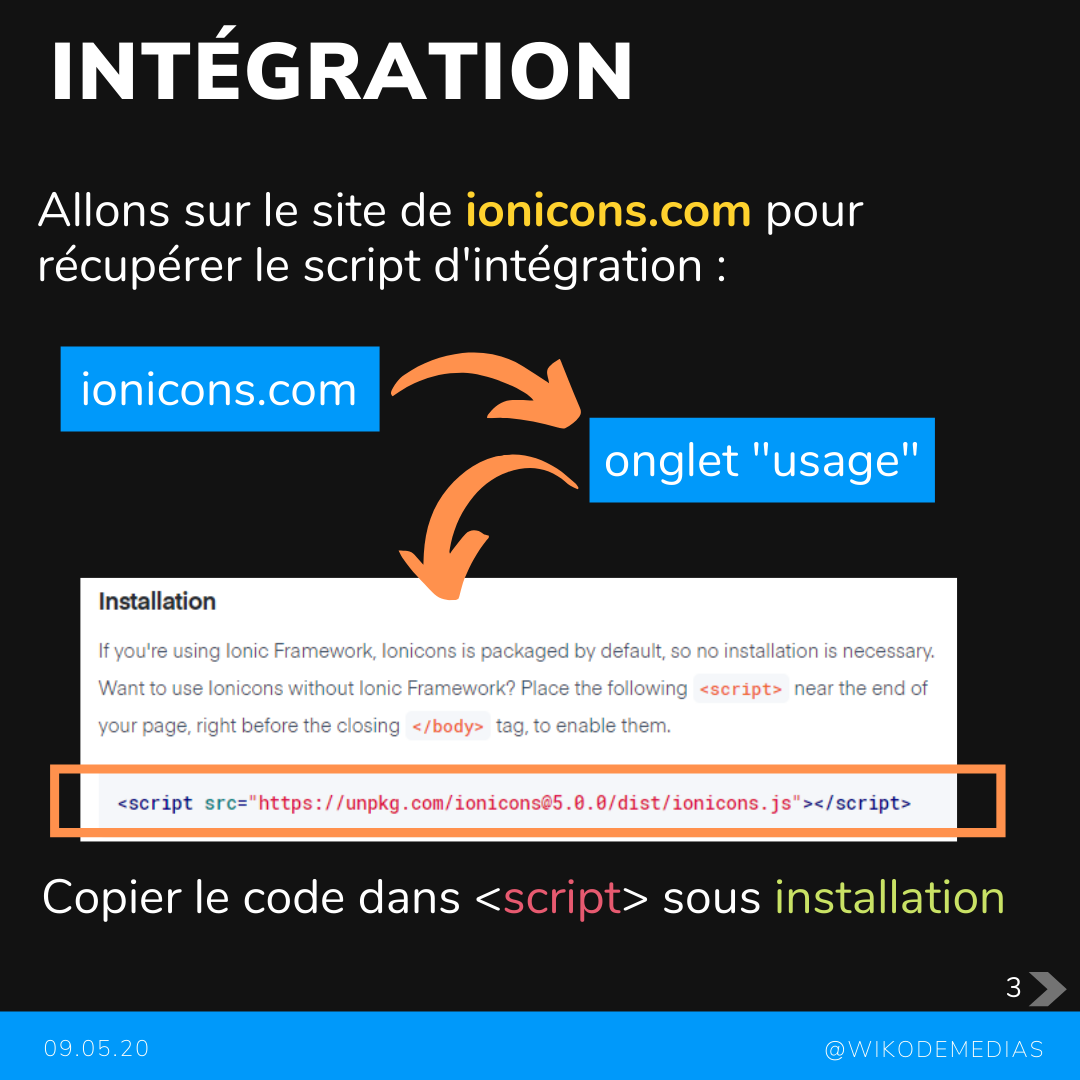 INTÉGRATION
Allons sur le site de ionicons.com pour
récupérer le script d'intégration :
ionicons.com
onglet "usage"
Installation
If you're using Ionic Framework, Ionicons is packaged by default, so no installation is necessary.
Want to use Ionicons without Ionic Framework? Place the following <script> near the end of
your page, right before the closing </body> tag, to enable them.
<script src="https://unpkg.com/ionicons@5.0.0/dist/ionicons.js"></script>
Copier le code dans <script> sous installation
3
09.05.20
@WIKODEMEDIAS